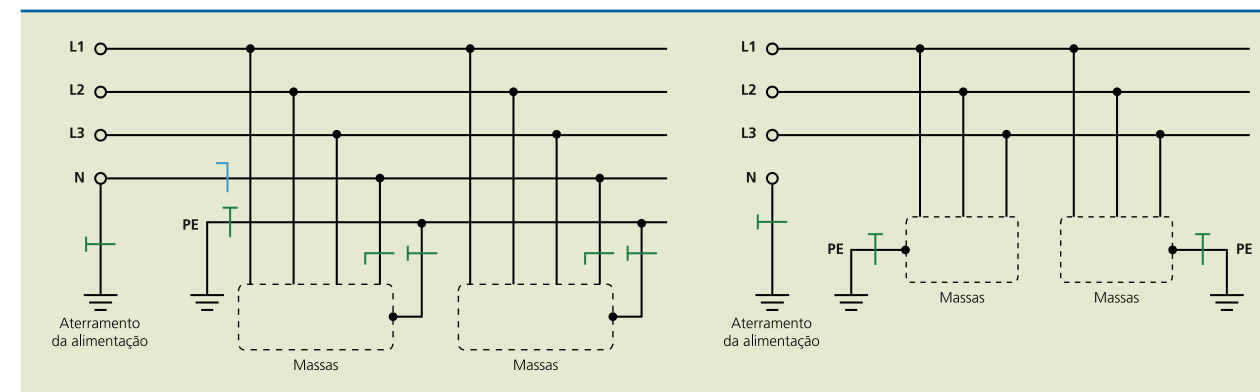 L1
L2
L3
N
PE
Aterramento
da alimentação
Massas
Massas
L1
L2
L3
N
PE
PE
Aterramento
da alimentação
Massas
Massas